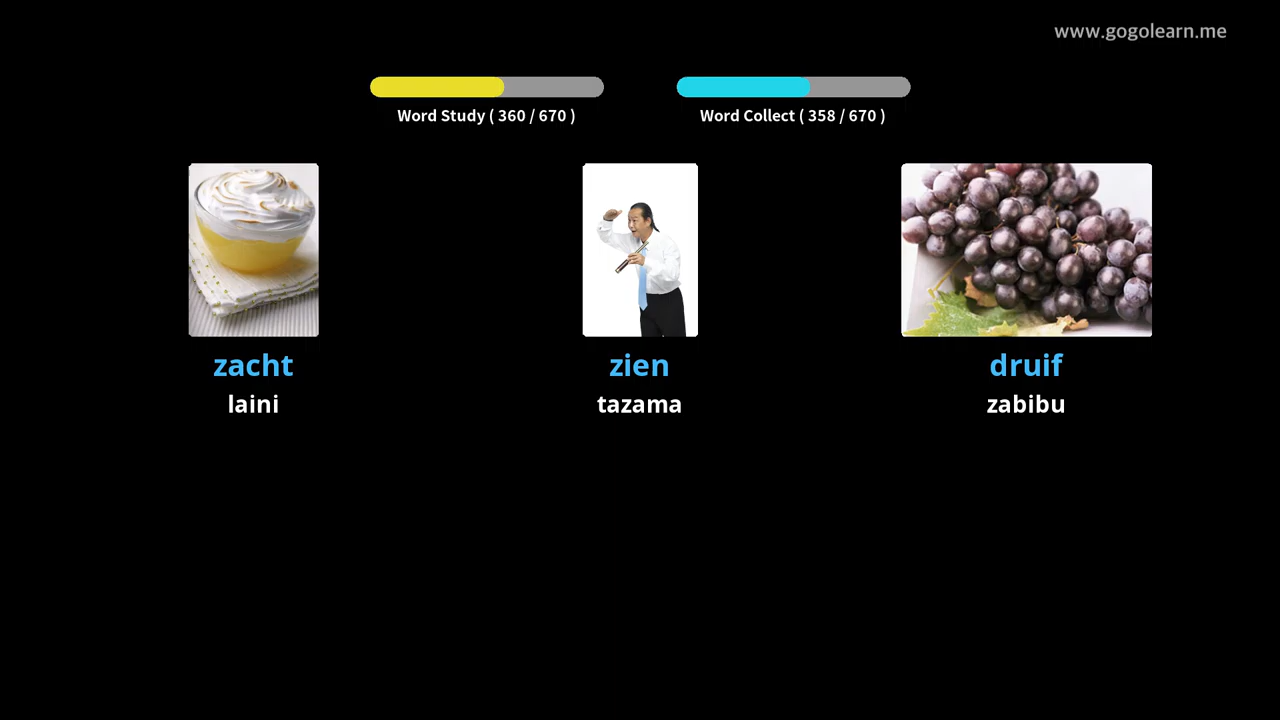 www.gogolearn.me
Word Study ( 360 / 670 )
Word Collect ( 358 / 670 )
zacht
laini
zien
tazama
druif
zabibu